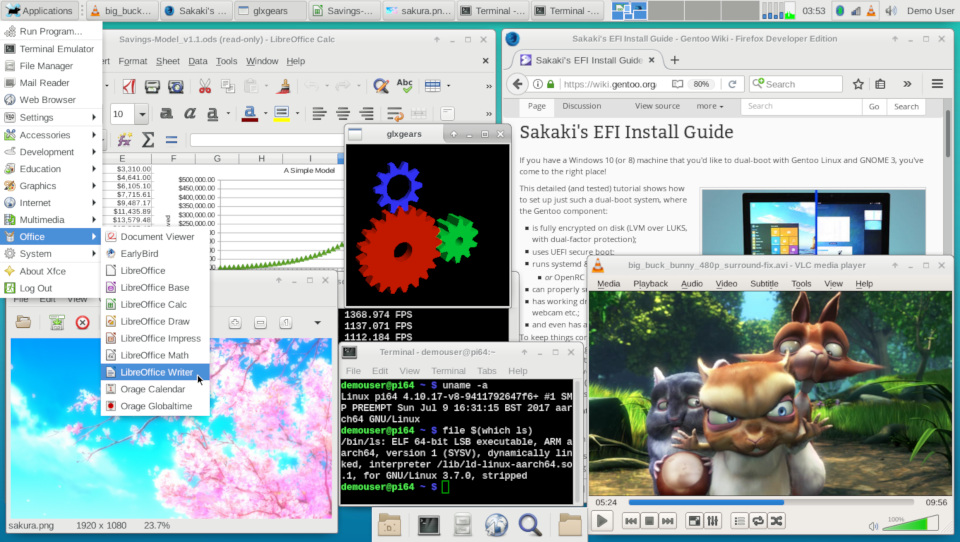 Applications
big_buck...
Sakaki's ...
glxgears
Savings-...
sakura.pn...
Terminal -...
Terminal -...
03:53
Demo User
Run Program...
Terminal Emulator
File Manager
Mail Reader
Web Browser
Settings
Accessories
Development
Education
Graphics
Internet
Multimedia
Office
System
About Xfce
Log Out
Document Viewer
EarlyBird
LibreOffice
LibreOffice Base
LibreOffice Calc
LibreOffice Draw
LibreOffice Impress
LibreOffice Math
LibreOffice Writer
Orage Calendar
Orage Globaltime
Savings-Model_v1.1.ods (read-only) - LibreOffice Calc
Format Sheet Data Tools Window Help
10
Abc
E F G H I
$3,310.00
$4,641.00
$6,105.10
$7,715.61
$9,487.17
$11,435.89
$13,579.48
A Simple Model
$500,000.00
$450,000.00
$400,000.00
$350,000.00
$300,000.00
$250,000.00
$200,000.00
glxgears
1368.974 FPS
1137.071 FPS
1112.184 FPS
Sakaki's EFI Install Guide - Gentoo Wiki - Firefox Developer Edition
Sakaki's EFI Install Guide
https://wiki.gentoo.org
80%
Search
Page Discussion View source more
Search
Go
Search
Sakaki's EFI Install Guide
If you have a Windows 10 (or 8) machine that you'd like to dual-boot with Gentoo Linux and GNOME 3, you've
come to the right place!
This detailed (and tested) tutorial shows how
to set up just such a dual-boot system, where
the Gentoo component:
is fully encrypted on disk (LVM over LUKS,
with dual-factor protection);
uses UEFI secure boot;
runs systemd
or OpenRC
can properly s
has working dr
webcam etc.;
and even has a
To keep things
File Edit View
sakura.png 1920 x 1080 23.7%
Terminal - demouser@pi64:~
File Edit View Terminal Tabs Help
demouser@pi64 ~ $ uname -a
Linux pi64 4.10.17-v8-9411792647f6+ #1 SM
P PREEMPT Sun Jul 9 16:31:15 BST 2017 aar
ch64 GNU/Linux
demouser@pi64 ~ $ file $(which ls)
/bin/ls: ELF 64-bit LSB executable, ARM a
arch64, version 1 (SYSV), dynamically lin
ked, interpreter /lib/ld-linux-aarch64.so
.1, for GNU/Linux 3.7.0, stripped
demouser@pi64 ~ $
big_buck_bunny_480p_surround-fix.avi - VLC media player
Media Playback Audio Video Subtitle Tools View Help
05:24
09:56
100%